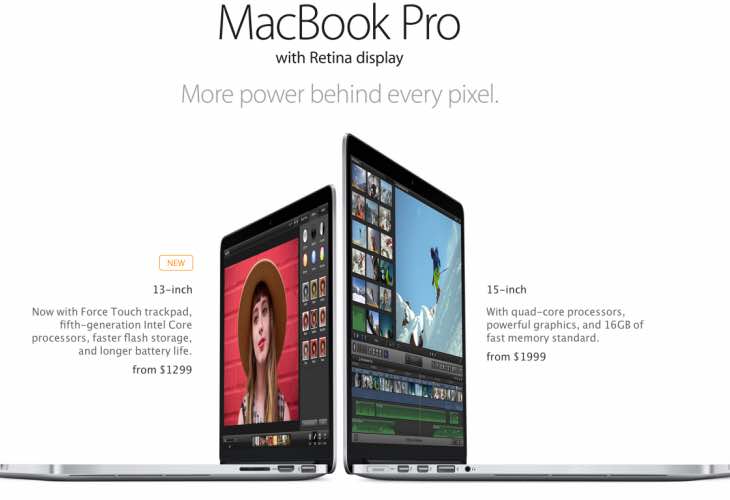 MacBook Pro
with Retina display
More power behind every pixel.
NEW
13-inch
Now with Force Touch trackpad,
fifth-generation Intel Core
processors, faster flash storage,
and longer battery life.
from $1299
15-inch
With quad-core processors,
powerful graphics, and 16GB of
fast memory standard.
from $1999